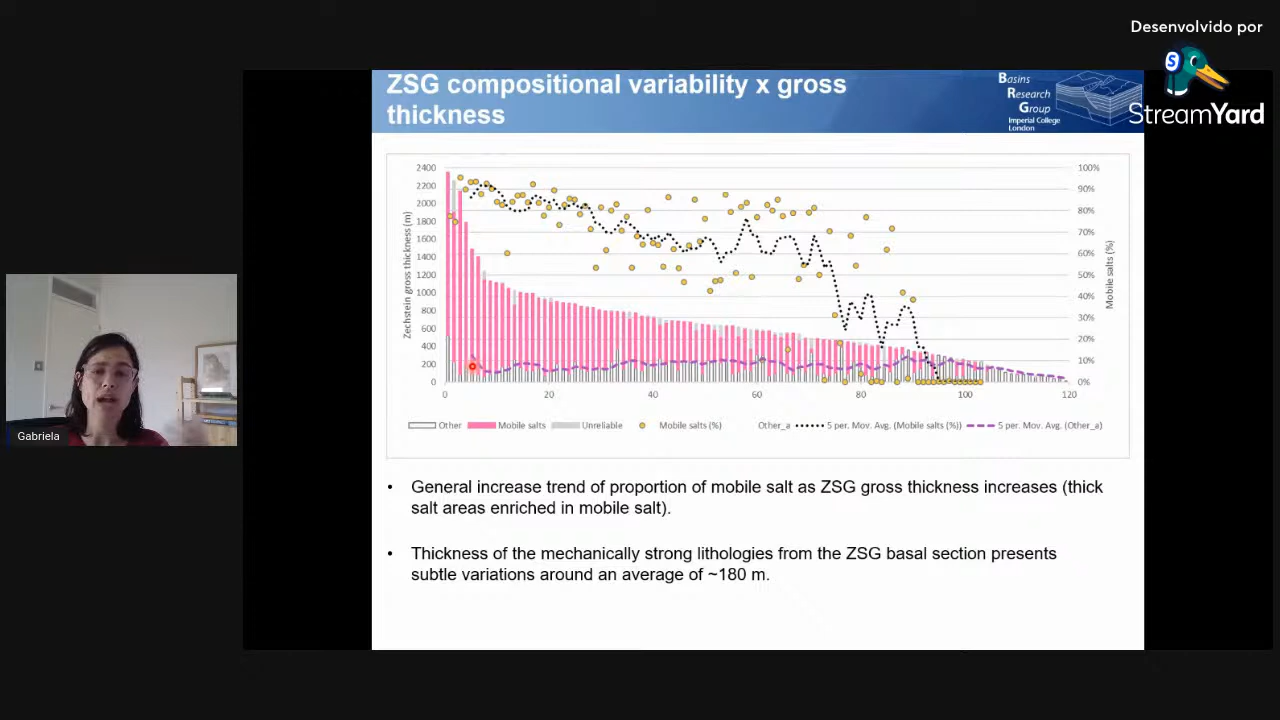 Desenvolvido por
StreamYard
ZSG compositional variability x gross
thickness
Basins
Research
Group
Imperial College
London
Zechstein gross thickness (m)
2400
2200
2000
1800
1600
1400
1200
1000
800
600
400
200
0
0
20
40
60
80
100
120
100%
90%
80%
70%
60%
50%
40%
30%
20%
10%
0%
Mobile salts (%)
Other
Mobile salts
Unreliable
Mobile salts (%)
Other_a
5 per. Mov. Avg. (Mobile salts (%))
5 per. Mov. Avg. (Other_a)
Gabriela
• General increase trend of proportion of mobile salt as ZSG gross thickness increases (thick
salt areas enriched in mobile salt).
• Thickness of the mechanically strong lithologies from the ZSG basal section presents
subtle variations around an average of ~180 m.